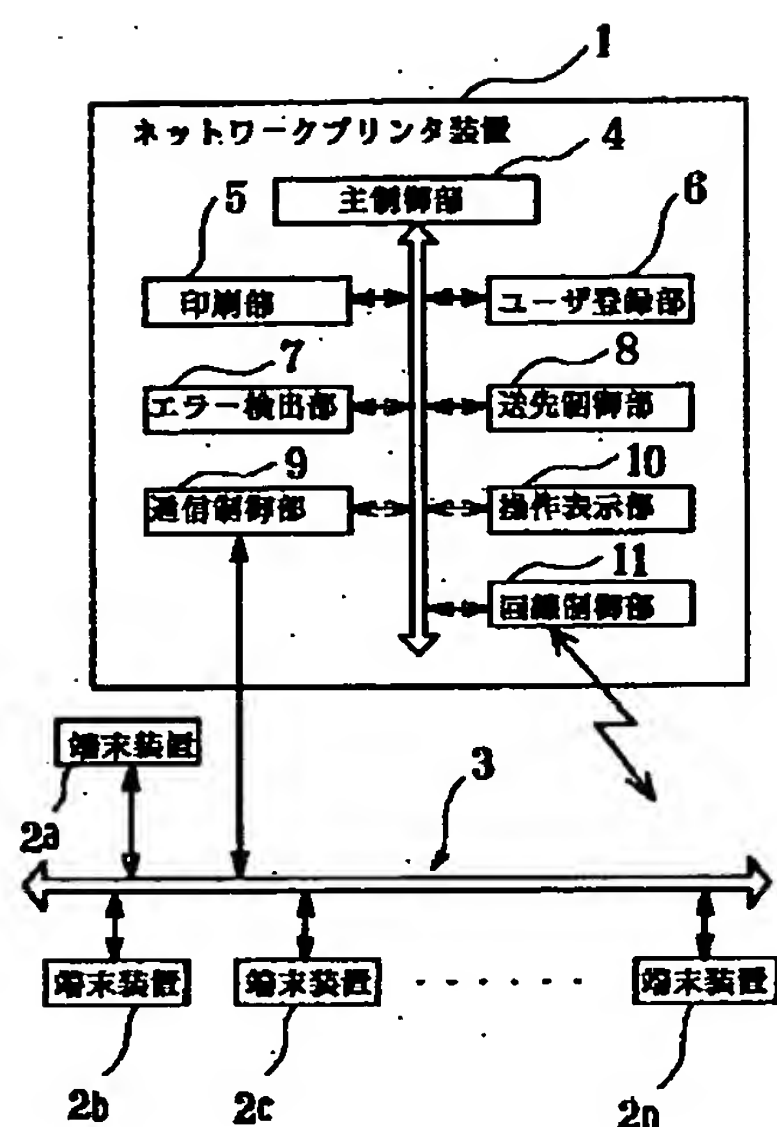 1
ネットワークプリンタ装置
4
主制御部
5
6
印刷部
ユーザ登録部
7
8
エラー検出部
送先制御部
9
10
通信制御部
操作表示部
11
回線制御部
端末装置
2a
3
端末装置
端末装置
端末装置
2b
2c
2n